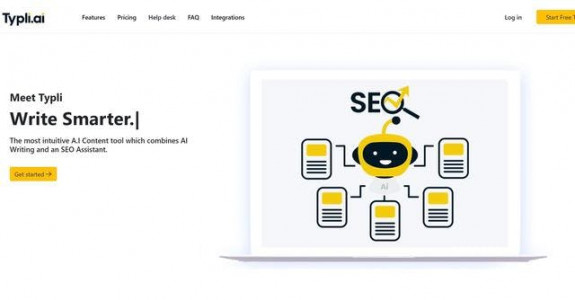 Typli.ai
Features Pricing Help desk FAQ Integrations
Log in
Start Free T
Meet Typli
Write Smarter.|
The most intuitive A.I Content tool which combines AI
Writing and an SEO Assistant.
Get started →
SEO
Ai